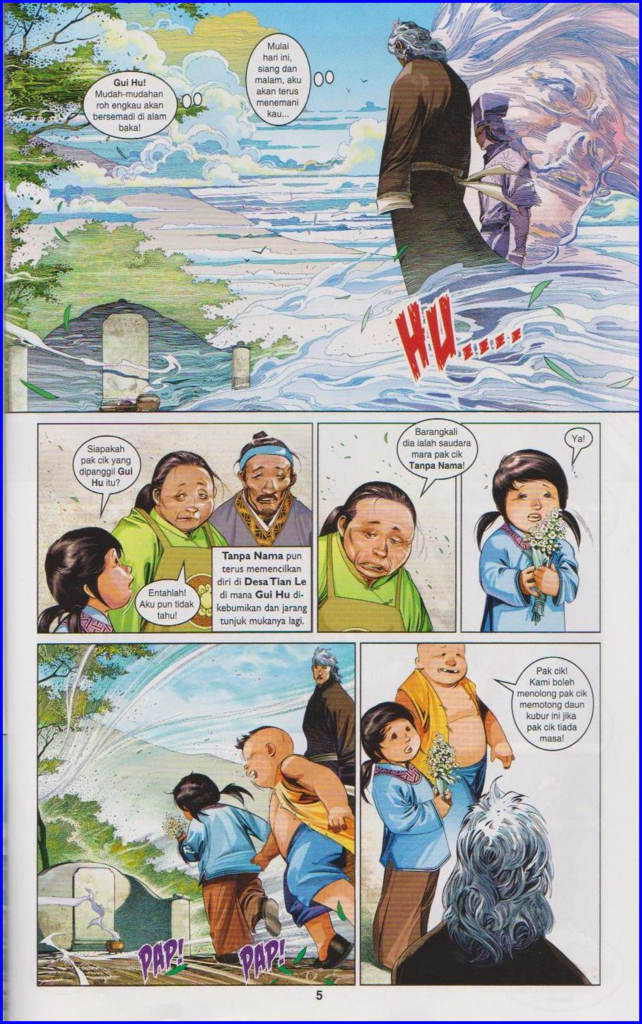 Gui Hu!
Mudah-mudahan
roh engkau akan
bersemadi di alam
baka!
Mulai
hari ini,
siang dan
malam, aku
akan terus
menemani
kau...
HU....
Siapakah
pak cik yang
dipanggil Gui
Hu itu?
Entahlah!
Aku pun tidak
tahu!
Tanpa Nama pun
terus memencilkan
diri di Desa Tian Le
di mana Gui Hu di-
kebumikan dan jarang
tunjuk mukanya lagi.
Barangkali
dia ialah saudara
mara pak cik
Tanpa Nama!
Ya!
PAP!
PAP!
Pak cik!
Kami boleh
menolong pak cik
memotong daun
kubur ini jika
pak cik tiada
masa!
5